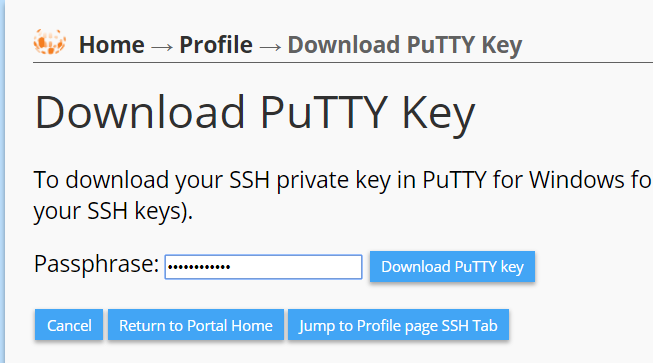 Home → Profile → Download PuTTY Key
Download PuTTY Key
To download your SSH private key in PuTTY for Windows fo
your SSH keys).
Passphrase: •••••••••••• Download PuTTY key
Cancel Return to Portal Home Jump to Profile page SSH Tab